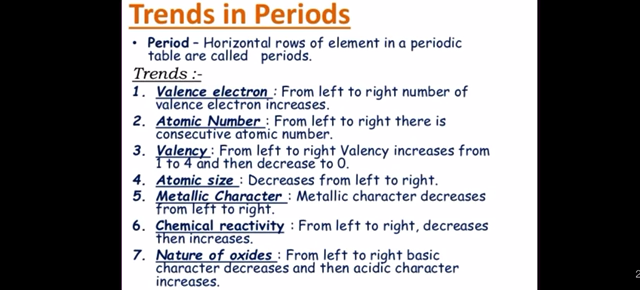 Trends in Periods
• Period – Horizontal rows of element in a periodic
table are called periods.
Trends :-
1. Valence electron : From left to right number of
valence electron increases.
2. Atomic Number : From left to right there is
consecutive atomic number.
3. Valency : From left to right Valency increases from
1 to 4 and then decrease to 0.
4. Atomic size : Decreases from left to right.
5. Metallic Character : Metallic character decreases
from left to right.
6. Chemical reactivity : From left to right, decreases
then increases.
7. Nature of oxides : From left to right basic
character decreases and then acidic character
increases.
2